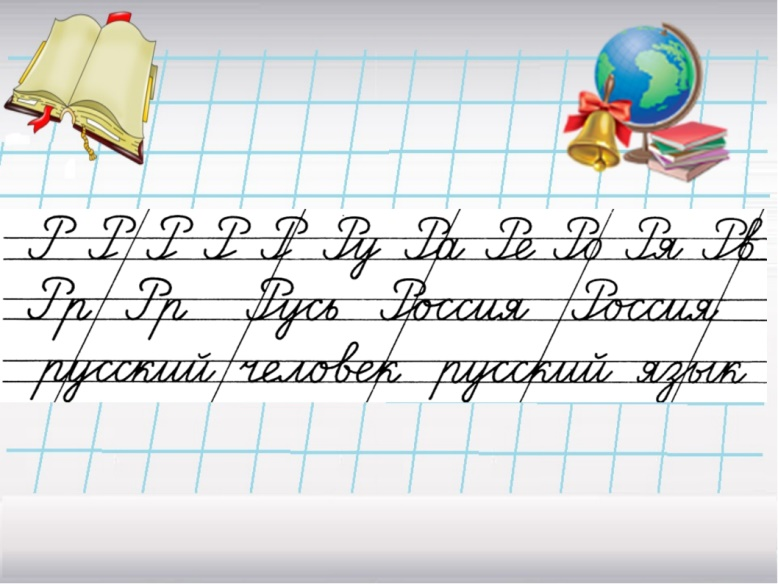 Р Р Р Р Р Ру Ра Ре Ро Ря Рв
Рр Рр Русь Россия Россия
русский человек русский язык